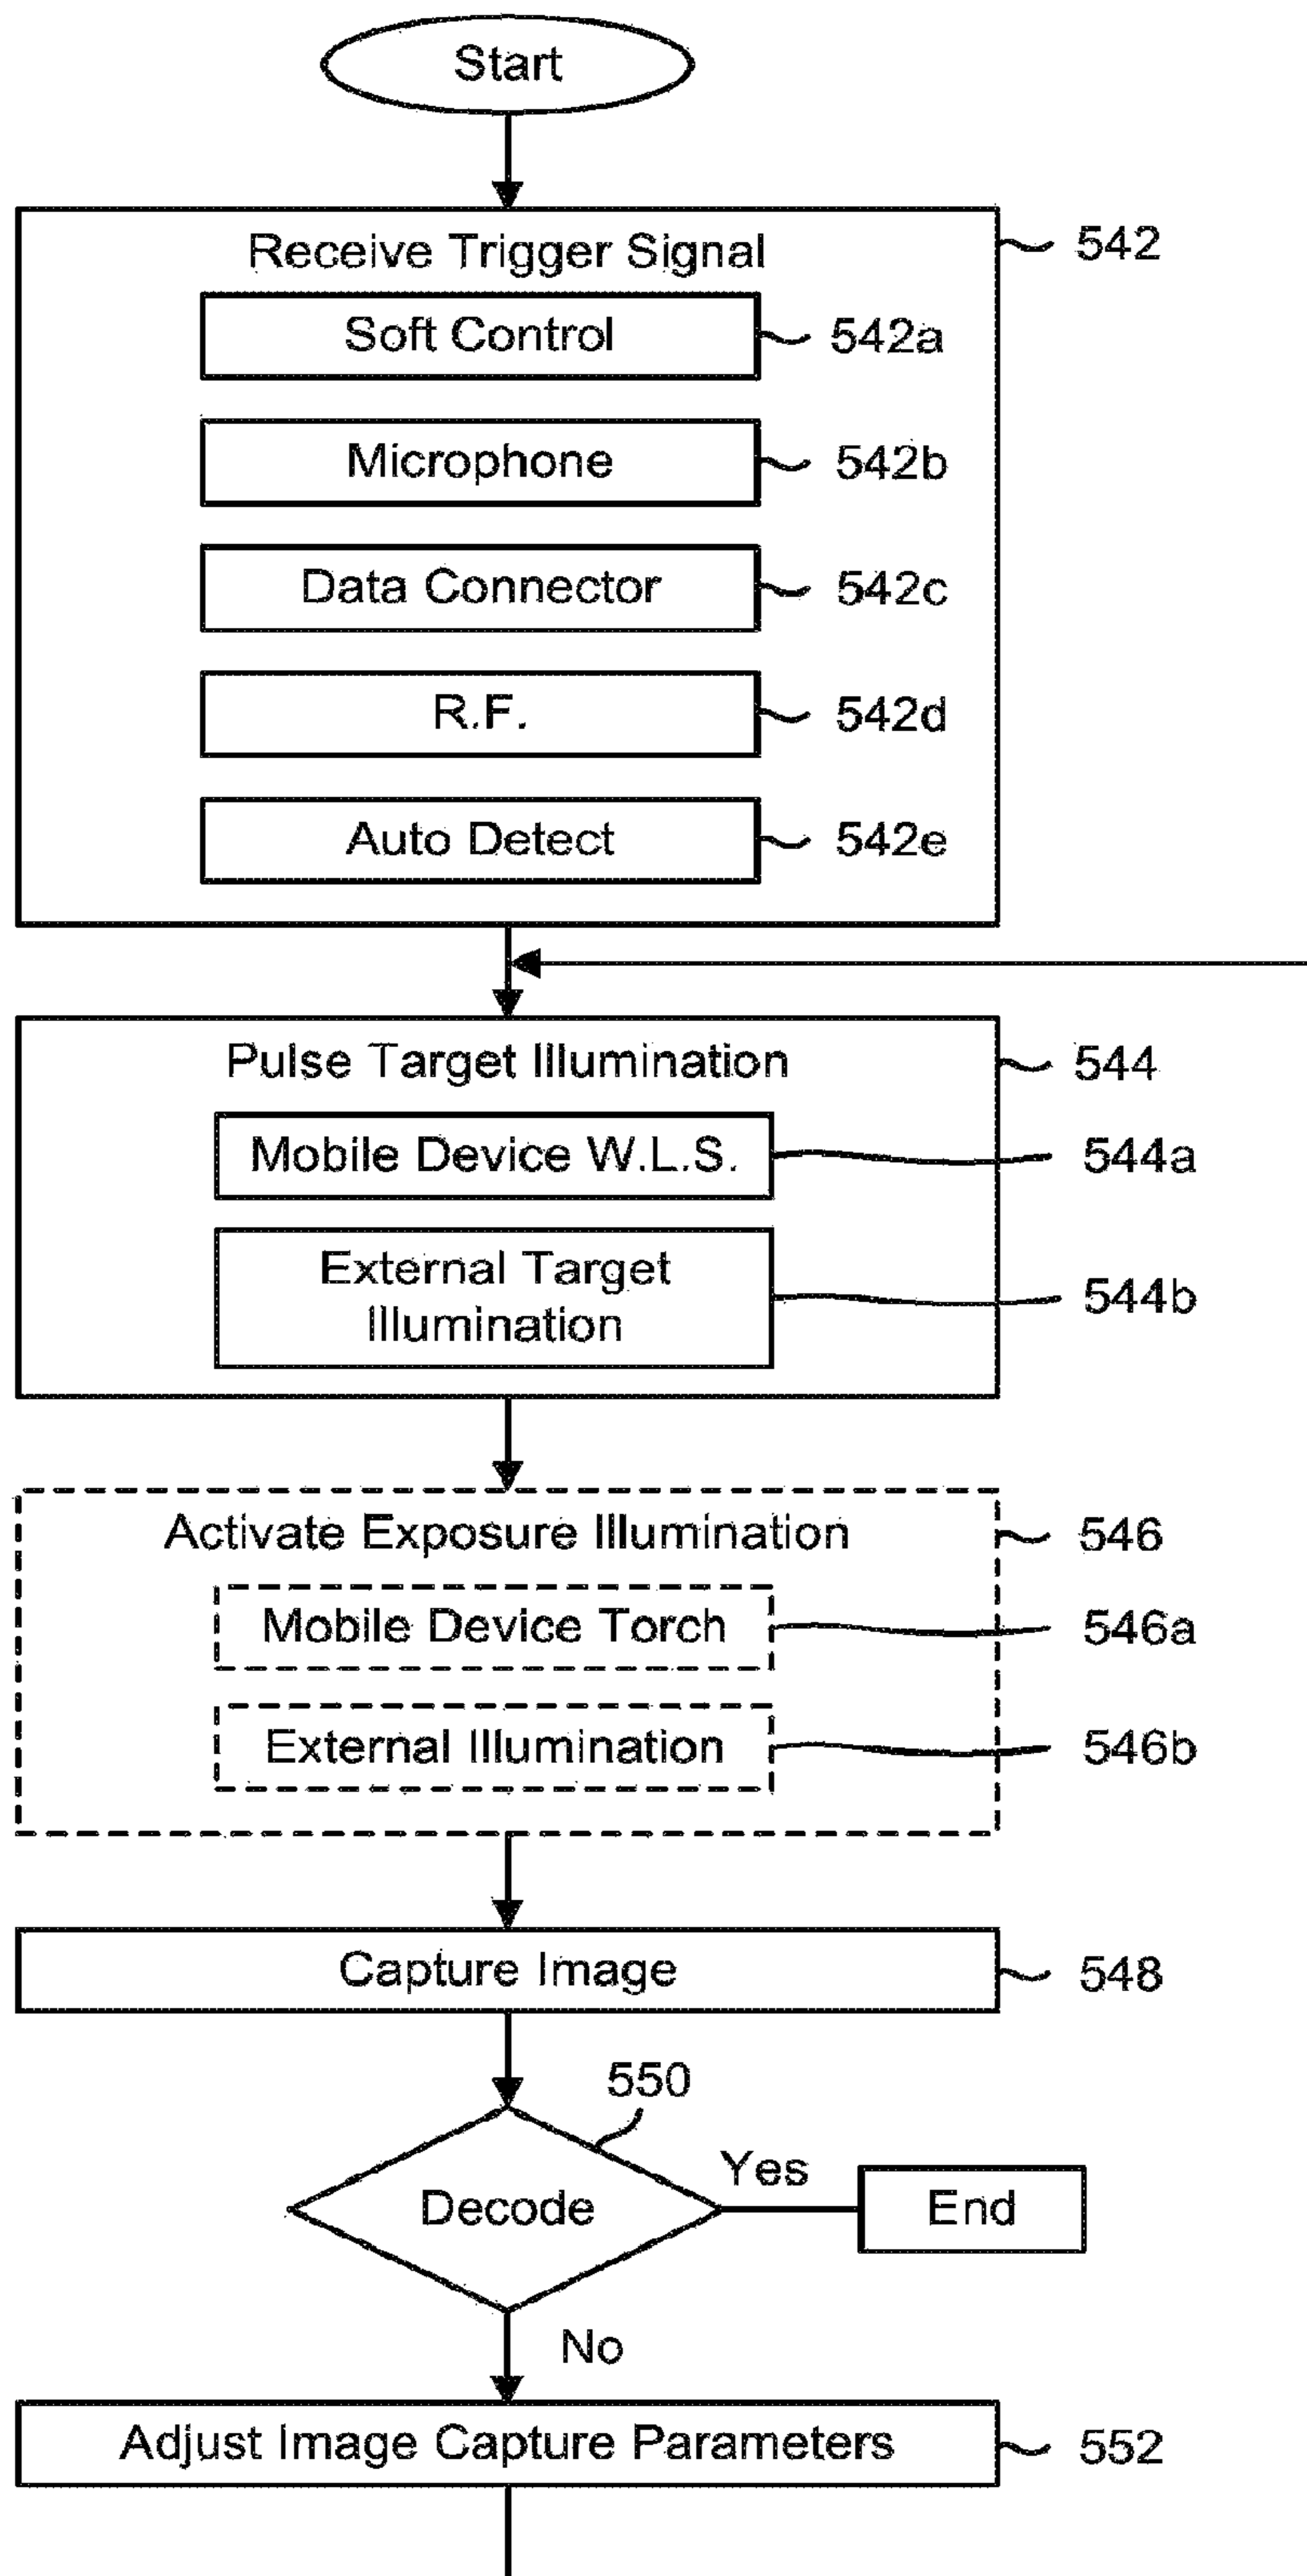 Start
Receive Trigger Signal
542
Soft Control
542a
Microphone
542b
Data Connector
542c
R.F.
542d
Auto Detect
542e
Pulse Target Illumination
544
Mobile Device W.L.S.
544a
External Target
Illumination
544b
Activate Exposure Illumination
546
Mobile Device Torch
546a
External Illumination
546b
Capture Image
548
550
Decode
Yes
End
No
Adjust Image Capture Parameters
552